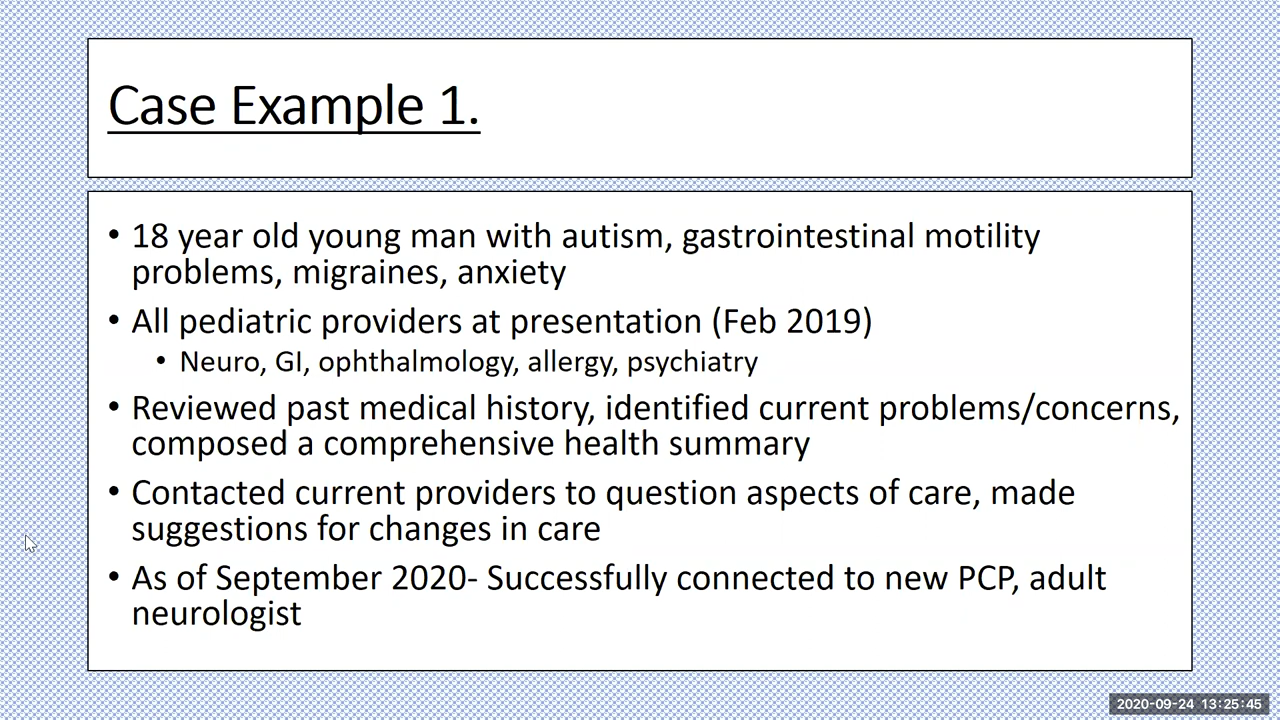 Case Example 1.
• 18 year old young man with autism, gastrointestinal motility
problems, migraines, anxiety
• All pediatric providers at presentation (Feb 2019)
• Neuro, GI, ophthalmology, allergy, psychiatry
• Reviewed past medical history, identified current problems/concerns,
composed a comprehensive health summary
• Contacted current providers to question aspects of care, made
suggestions for changes in care
• As of September 2020- Successfully connected to new PCP, adult
neurologist
2020-09-24 13:25:45